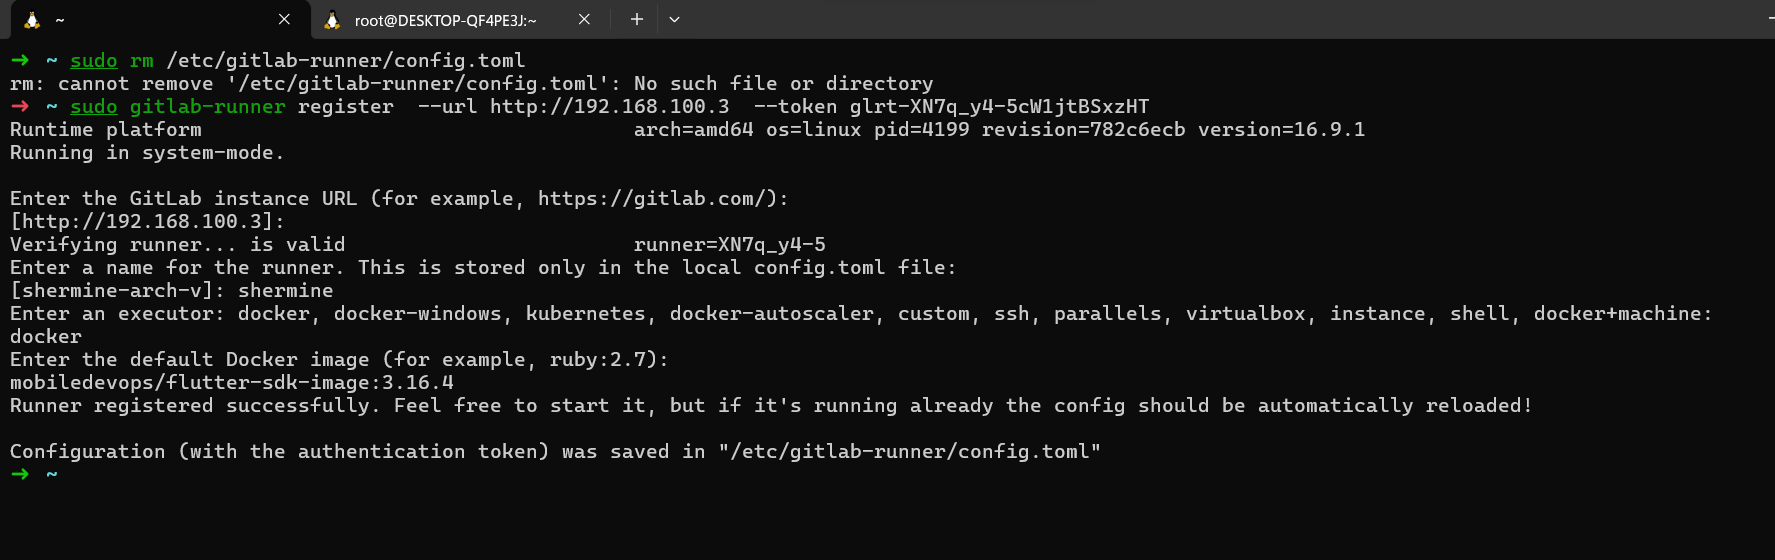 ~
root@DESKTOP-QF4PE3J:~
➜ ~ sudo rm /etc/gitlab-runner/config.toml
rm: cannot remove '/etc/gitlab-runner/config.toml': No such file or directory
➜ ~ sudo gitlab-runner register --url http://192.168.100.3 --token glrt-XN7q_y4-5cW1jtBSxzHT
Runtime platform arch=amd64 os=linux pid=4199 revision=782c6ecb version=16.9.1
Running in system-mode.
Enter the GitLab instance URL (for example, https://gitlab.com/):
[http://192.168.100.3]:
Verifying runner... is valid runner=XN7q_y4-5
Enter a name for the runner. This is stored only in the local config.toml file:
[shermine-arch-v]: shermine
Enter an executor: docker, docker-windows, kubernetes, docker-autoscaler, custom, ssh, parallels, virtualbox, instance, shell, docker+machine:
docker
Enter the default Docker image (for example, ruby:2.7):
mobiledevops/flutter-sdk-image:3.16.4
Runner registered successfully. Feel free to start it, but if it's running already the config should be automatically reloaded!
Configuration (with the authentication token) was saved in "/etc/gitlab-runner/config.toml"
➜ ~